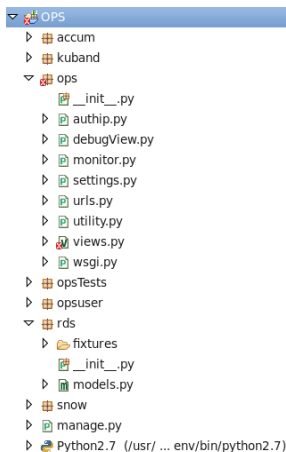 OPS
accum
kuband
ops
__init__.py
authip.py
debugView.py
monitor.py
settings.py
urls.py
utility.py
views.py
wsgi.py
opsTests
opsuser
rds
fixtures
__init__.py
models.py
snow
manage.py
Python2.7 (/usr/ ... env/bin/python2.7)